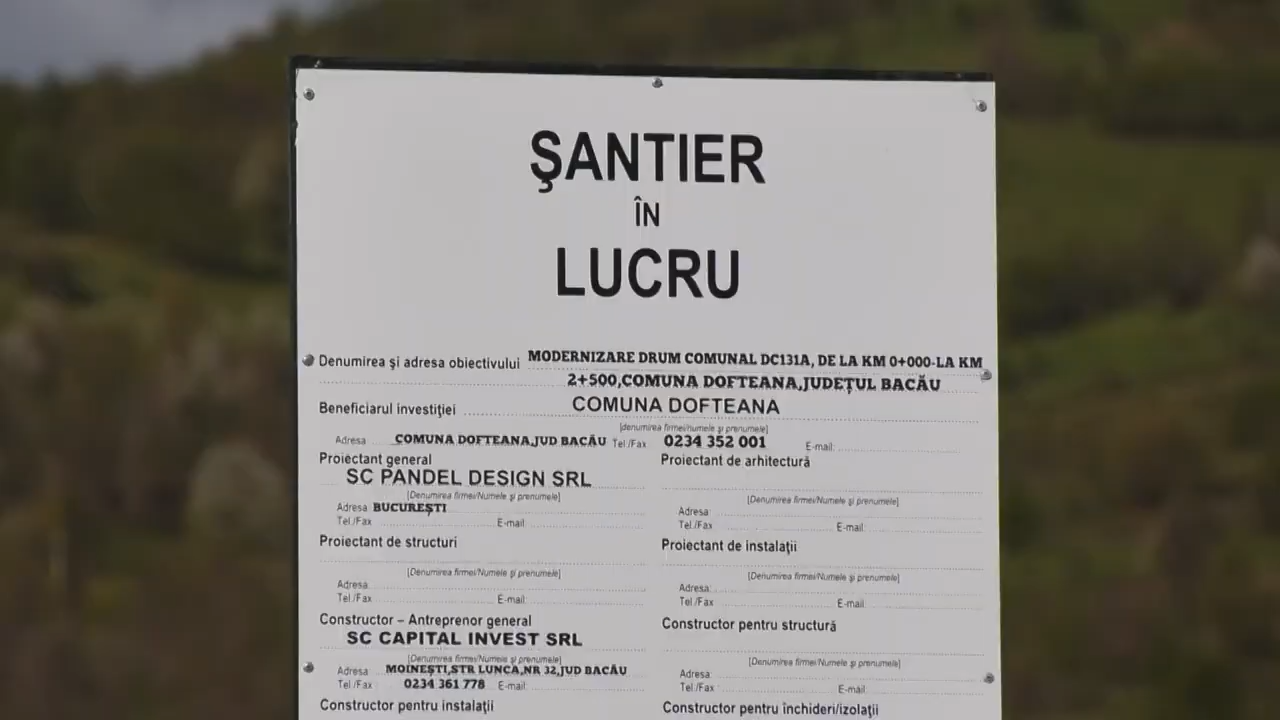 ŞANTIER
ÎN
LUCRU
Denumirea şi adresa obiectivului MODERNIZARE DRUM COMUNAL DC131A, DE LA KM 0+000-LA KM
2+500,COMUNA DOFTEANA,JUDEȚUL BACĂU
Beneficiarul investiţiei COMUNA DOFTEANA
[denumirea firmei/numele şi prenumele]
Adresa COMUNA DOFTEANA,JUD BACĂU Tel./Fax 0234 352 001 E-mail:
Proiectant general Proiectant de arhitectură
SC PANDEL DESIGN SRL
[Denumirea firmei/Numele şi prenumele] [Denumirea firmei/Numele şi prenumele]
Adresa BUCUREȘTI Adresa:
Tel./Fax E-mail: Tel./Fax E-mail:
Proiectant de structuri Proiectant de instalaţii
[Denumirea firmei/Numele şi prenumele] [Denumirea firmei/Numele şi prenumele]
Adresa: Adresa:
Tel./Fax E-mail: Tel./Fax E-mail:
Constructor – Antreprenor general Constructor pentru structură
SC CAPITAL INVEST SRL
[Denumirea firmei/Numele şi prenumele] [Denumirea firmei/Numele şi prenumele]
Adresa MOINEȘTI,STR LUNCA,NR 32,JUD BACĂU Adresa:
Tel./Fax 0234 361 778 E-mail: Tel./Fax E-mail:
Constructor pentru instalaţii Constructor pentru închideri/izolaţii